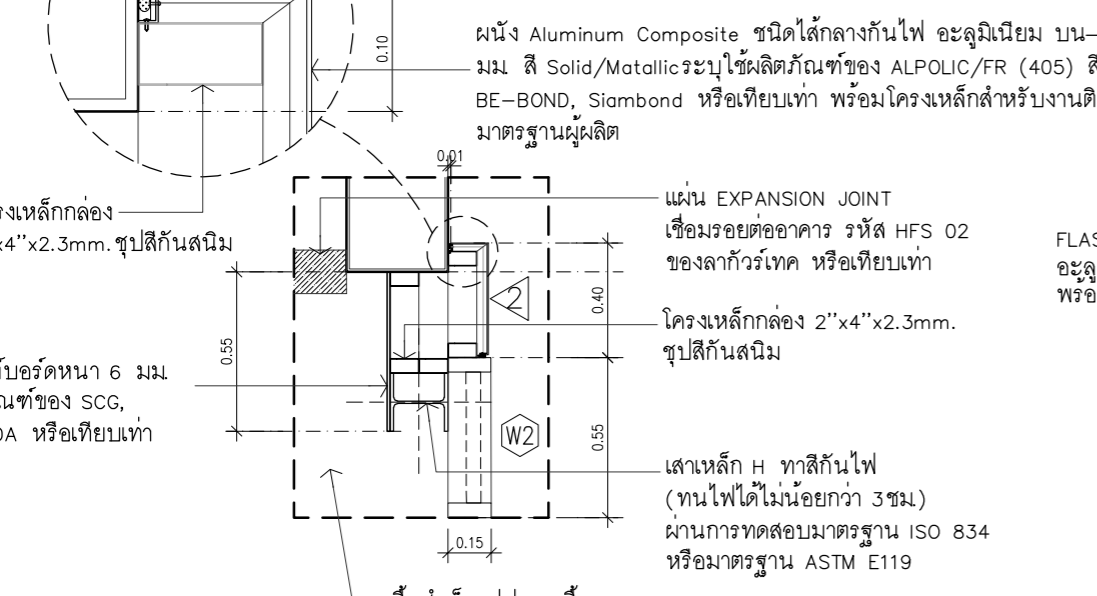 ผนัง Aluminum Composite ชนิดไส้กลางกันไฟ อะลูมิเนียม บน-
มม. สี Solid/Matallicระบุใช้ผลิตภัณฑ์ของ ALPOLIC/FR (405) สี
BE-BOND, Siambond หรือเทียบเท่า พร้อมโครงเหล็กสำหรับงานติ
มาตรฐานผู้ผลิต
0.10
0.01
รงเหล็กกล่อง
x4"x2.3mm.ชุปสีกันสนิม
แผ่น EXPANSION JOINT
เชื่อมรอยต่ออาคาร รหัส HFS 02
ของลากัวร์เทค หรือเทียบเท่า
FLAS
อะลู
พร้อ
2
0.40
0.55
โครงเหล็กกล่อง 2"x4"x2.3mm.
ชุปสีกันสนิม
บอร์ดหนา 6 มม.
ณฑ์ของ SCG,
หรือเทียบเท่า
W2
0.55
เสาเหล็ก H ทาสีกันไฟ
(ทนไฟได้ไม่น้อยกว่า 3ชม.)
ผ่านการทดสอบมาตรฐาน ISO 834
หรือมาตรฐาน ASTM E119
0.15